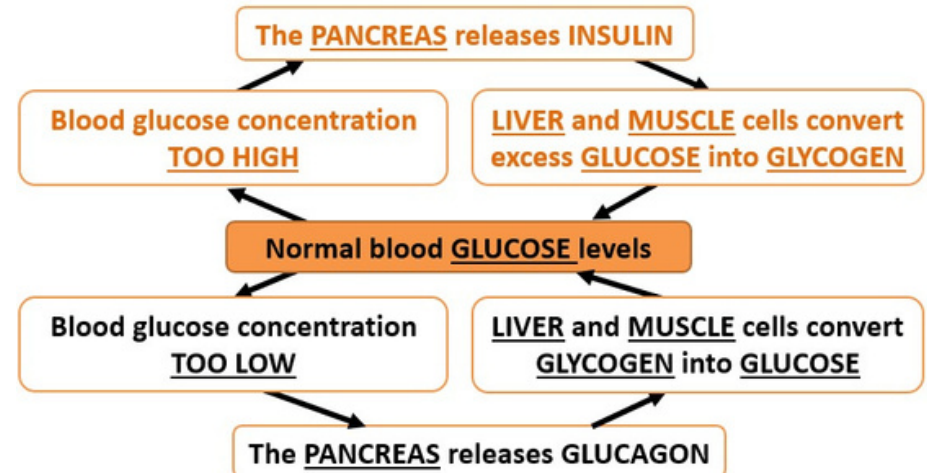 The PANCREAS releases INSULIN
Blood glucose concentration
TOO HIGH
LIVER and MUSCLE cells convert
excess GLUCOSE into GLYCOGEN
Normal blood GLUCOSE levels
Blood glucose concentration
TOO LOW
LIVER and MUSCLE cells convert
GLYCOGEN into GLUCOSE
The PANCREAS releases GLUCAGON